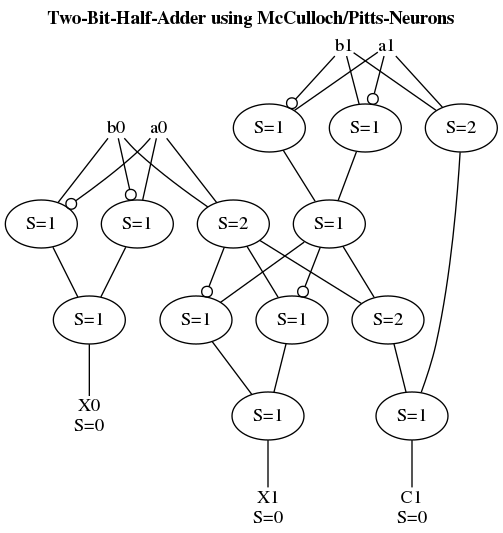 Two-Bit-Half-Adder using McCulloch/Pitts-Neurons
b1 a1
S=1 S=1 S=2
b0 a0
S=1 S=1 S=2 S=1
S=1 S=1 S=1 S=2
X0
S=0
S=1 S=1
X1 C1
S=0 S=0